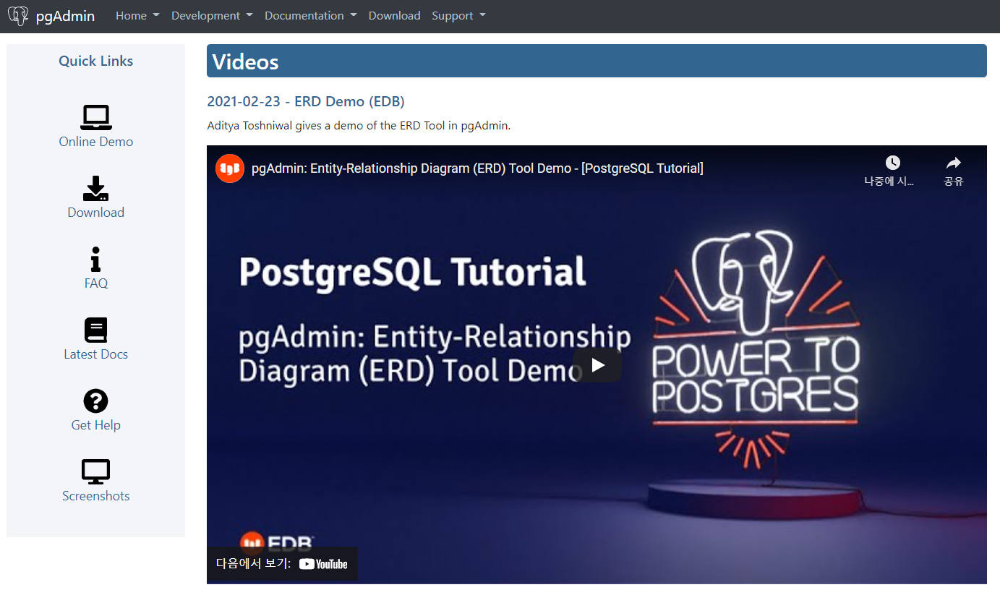 pgAdmin Home Development Documentation Download Support
Quick Links
Online Demo
Download
FAQ
Latest Docs
Get Help
Screenshots
Videos
2021-02-23 - ERD Demo (EDB)
Aditya Toshniwal gives a demo of the ERD Tool in pgAdmin.
pgAdmin: Entity-Relationship Diagram (ERD) Tool Demo - [PostgreSQL Tutorial]
나중에 시...
공유
PostgreSQL Tutorial
pgAdmin: Entity-Relationship
Diagram (ERD) Tool Demo
POWER TO
POSTGRES
EDB
다음에서 보기: YouTube